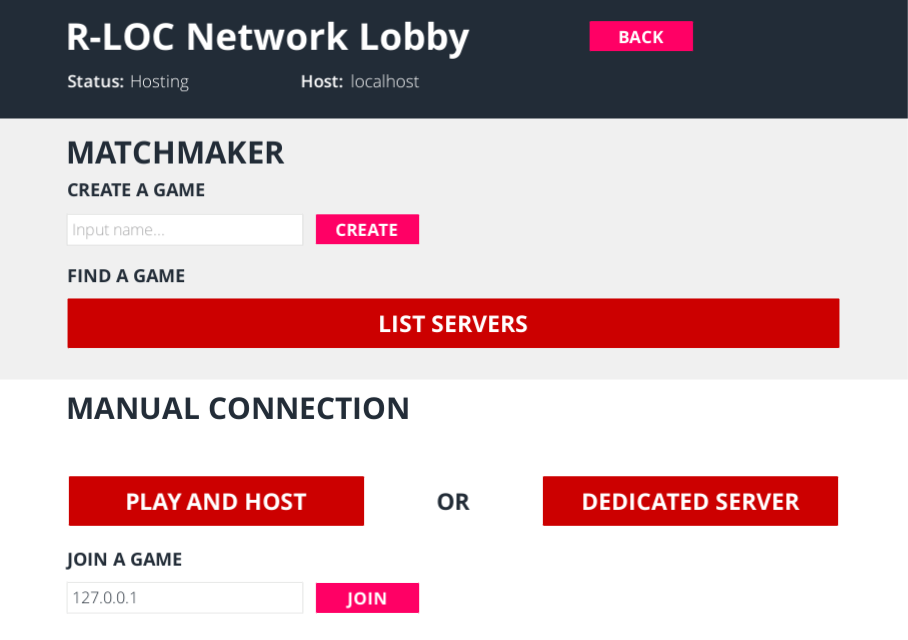 R-LOC Network Lobby BACK
Status: Hosting Host: localhost
MATCHMAKER
CREATE A GAME
Input name... CREATE
FIND A GAME
LIST SERVERS
MANUAL CONNECTION
PLAY AND HOST OR DEDICATED SERVER
JOIN A GAME
127.0.0.1 JOIN